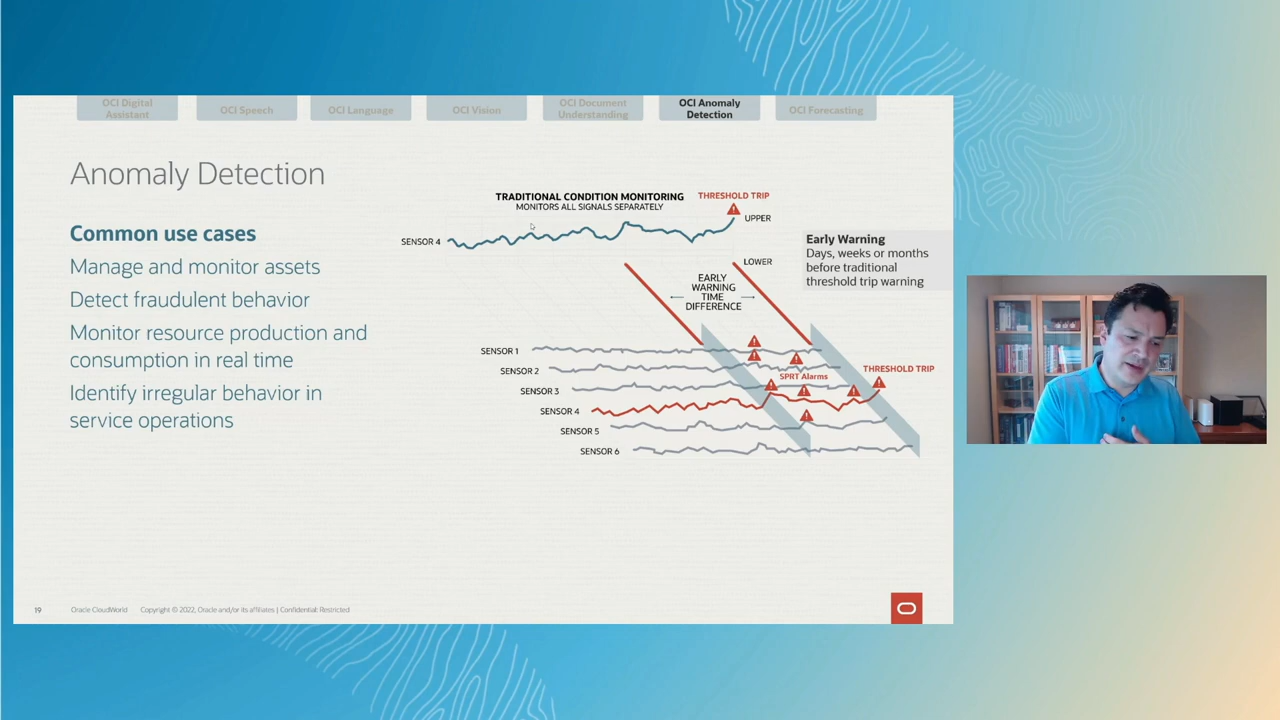 OCI Digital
Assistant
OCI Speech
OCI Language
OCI Vision
OCI Document
Understanding
OCI Anomaly
Detection
OCI Forecasting
Anomaly Detection
Common use cases
Manage and monitor assets
Detect fraudulent behavior
Monitor resource production and
consumption in real time
Identify irregular behavior in
service operations
TRADITIONAL CONDITION MONITORING
MONITORS ALL SIGNALS SEPARATELY
THRESHOLD TRIP
UPPER
SENSOR 4
LOWER
Early Warning
Days, weeks or months
before traditional
threshold trip warning
EARLY
WARNING
TIME
DIFFERENCE
SENSOR 1
SENSOR 2
SPRT Alarms
THRESHOLD TRIP
SENSOR 3
SENSOR 4
SENSOR 5
SENSOR 6
19
Oracle CloudWorld
Copyright © 2022, Oracle and/or its affiliates | Confidential: Restricted